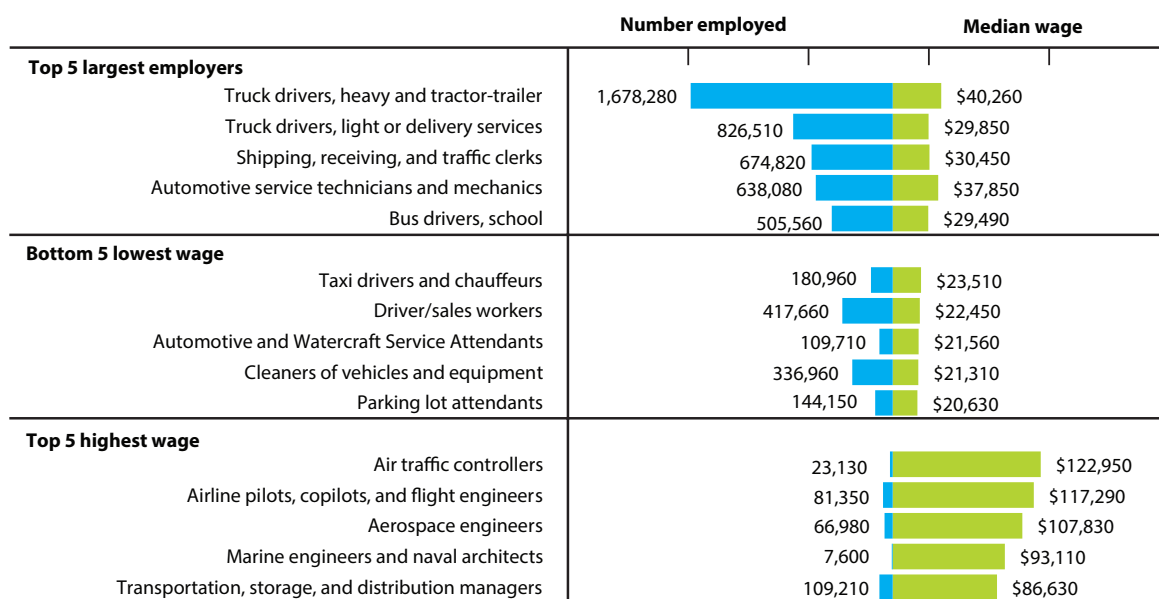 Number employed Median wage
Top 5 largest employers
Truck drivers, heavy and tractor-trailer 1,678,280 $40,260
Truck drivers, light or delivery services 826,510 $29,850
Shipping, receiving, and traffic clerks 674,820 $30,450
Automotive service technicians and mechanics 638,080 $37,850
Bus drivers, school 505,560 $29,490
Bottom 5 lowest wage
Taxi drivers and chauffeurs 180,960 $23,510
Driver/sales workers 417,660 $22,450
Automotive and Watercraft Service Attendants 109,710 $21,560
Cleaners of vehicles and equipment 336,960 $21,310
Parking lot attendants 144,150 $20,630
Top 5 highest wage
Air traffic controllers 23,130 $122,950
Airline pilots, copilots, and flight engineers 81,350 $117,290
Aerospace engineers 66,980 $107,830
Marine engineers and naval architects 7,600 $93,110
Transportation, storage, and distribution managers 109,210 $86,630